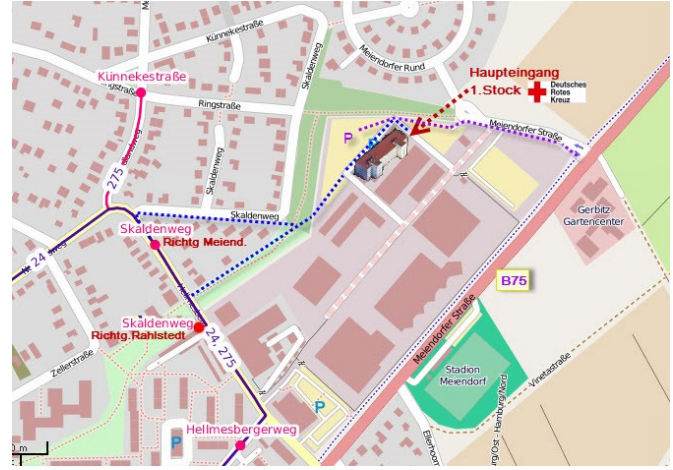 Künnekestraße
Skaldenweg
Meiendorfer Rund
Künnekestraße
Ringstraße
Ringstraße
Haupteingang
1.Stock
Deutsches
Rotes
Kreuz
Meiendorfer Straße
P
275
Skaldenweg
Skaldenweg
Skaldenweg
Richtg Meiend.
Gerbitz
Gartencenter
24
B75
Skaldenweg
Richtg.Rahlstedt
24, 275
Meiendorfer Straße
Zellerstraße
Stadion
Meiendorf
Vinetastraße
P
P
Hellmesbergerweg